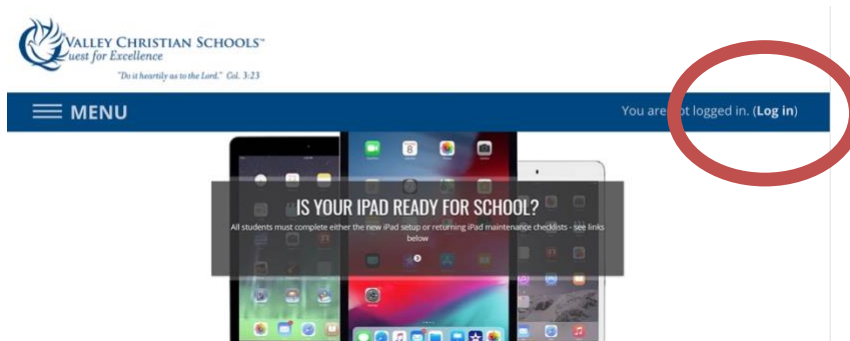 VALLEY CHRISTIAN SCHOOLS™
Quest for Excellence
"Do it heartily as to the Lord." Col. 3:23
MENU
You are not logged in. (Log in)
8
IS YOUR IPAD READY FOR SCHOOL?
All students must complete either the new iPad setup or returning iPad maintenance checklists - see links
below